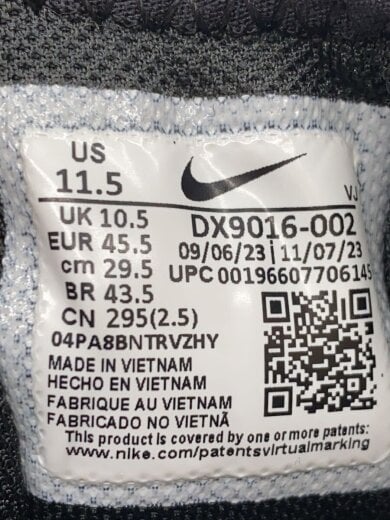 US
11.5
VJ
UK 10.5
EUR 45.5
cm 29.5
BR 43.5
CN 295(2.5)
DX9016-002
09/06/23 | 11/07/23
UPC 00196607706145
04PA8BNTRVZHY
MADE IN VIETNAM
HECHO EN VIETNAM
FABRIQUE AU VIETNAM
FABRICADO NO VIETNÃ
This product is covered by one or more patents:
www.nike.com/patentsvirtualmarking